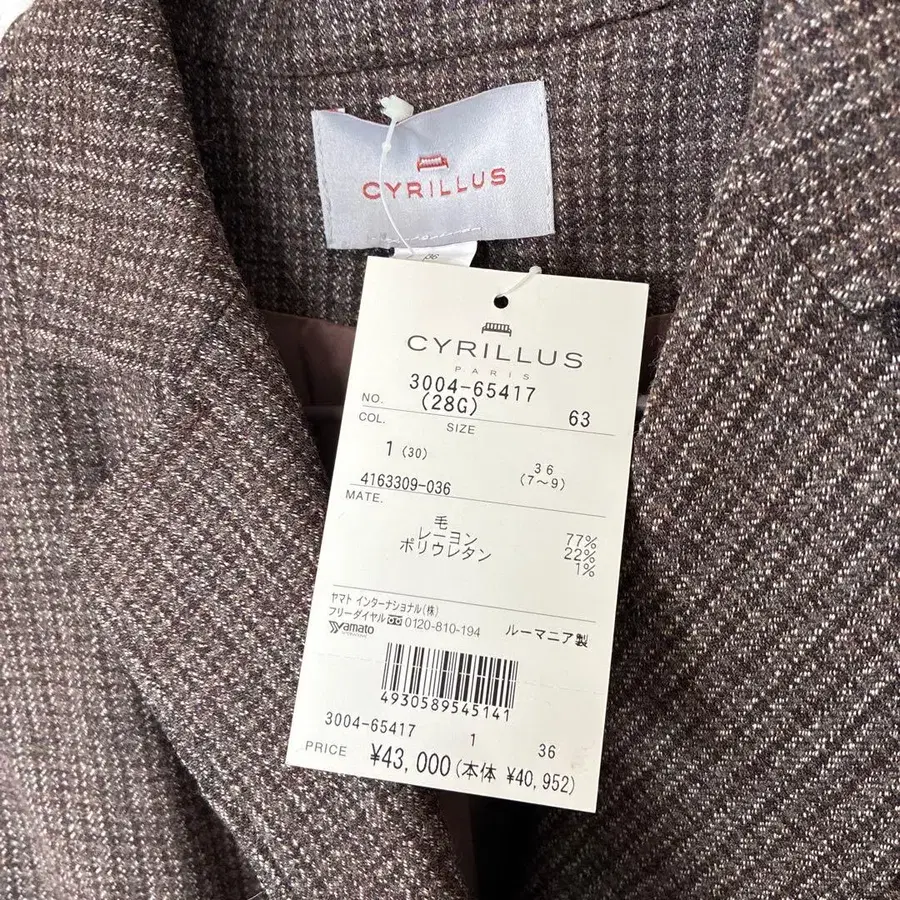 CYRILLUS
36
CYRILLUS
PARIS
NO. 3004-65417
(28G) 63
COL. SIZE
1 (30) 36
4163309-036 (7～9)
MATE.
毛 77%
レーヨン 22%
ポリウレタン 1%
ヤマト インターナショナル(株)
フリーダイヤル 0120-810-194 ルーマニア製
Yamato
4930589545141
3004-65417 1 36
PRICE ¥43,000(本体 ¥40,952)